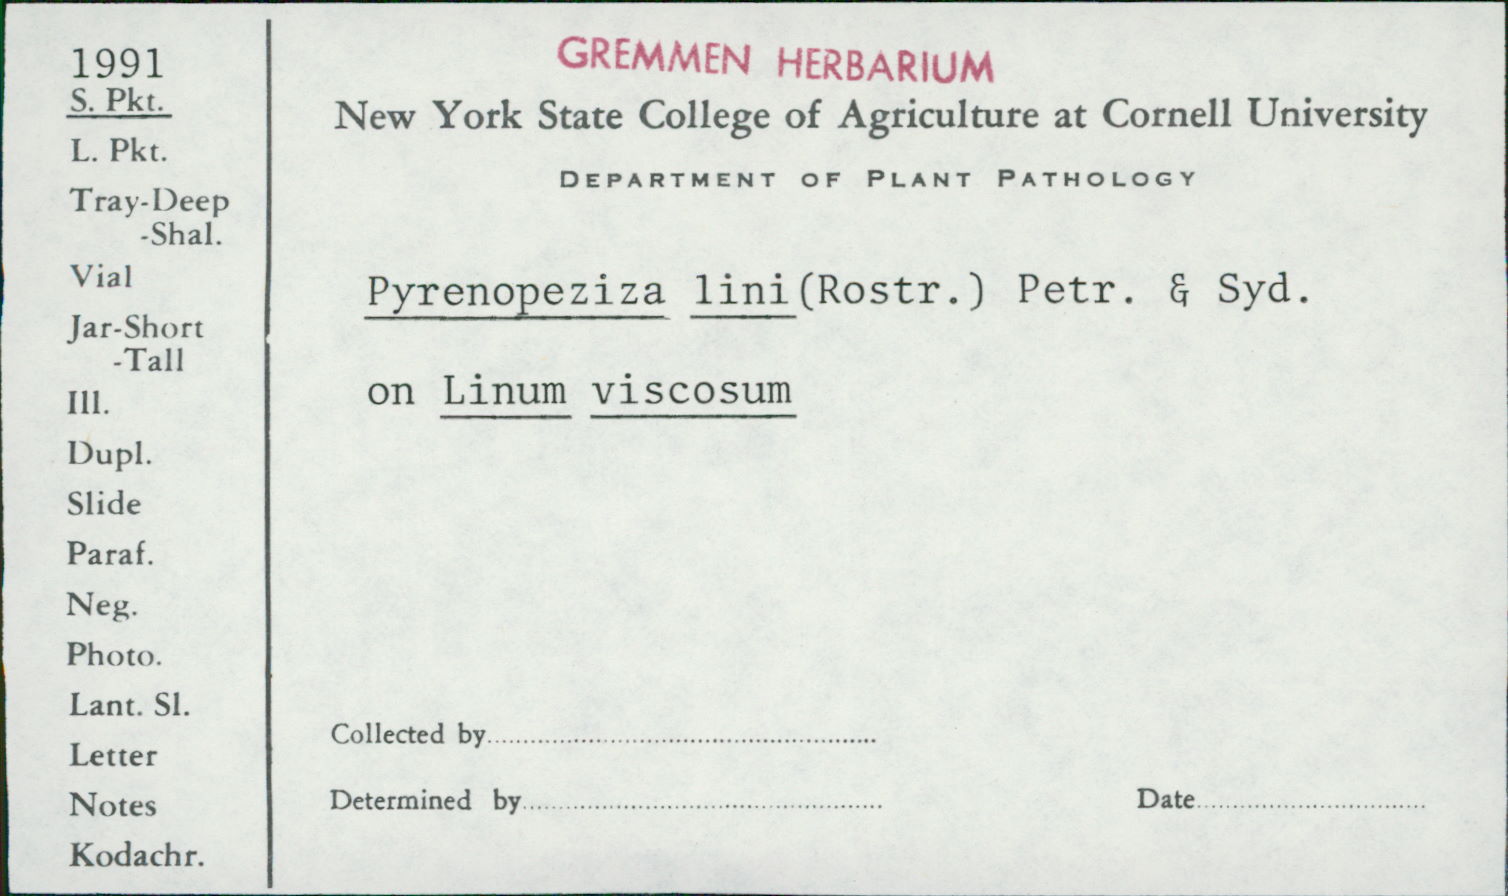 1991
S. Pkt.
L. Pkt.
Tray-Deep
-Shal.
Vial
Jar-Short
-Tall
Ill.
Dupl.
Slide
Paraf.
Neg.
Photo.
Lant. Sl.
Letter
Notes
Kodachr.
GREMMEN HERBARIUM
New York State College of Agriculture at Cornell University
DEPARTMENT OF PLANT PATHOLOGY
Pyrenopeziza lini (Rostr.) Petr. & Syd.
on Linum viscosum
Collected by
Determined by Date